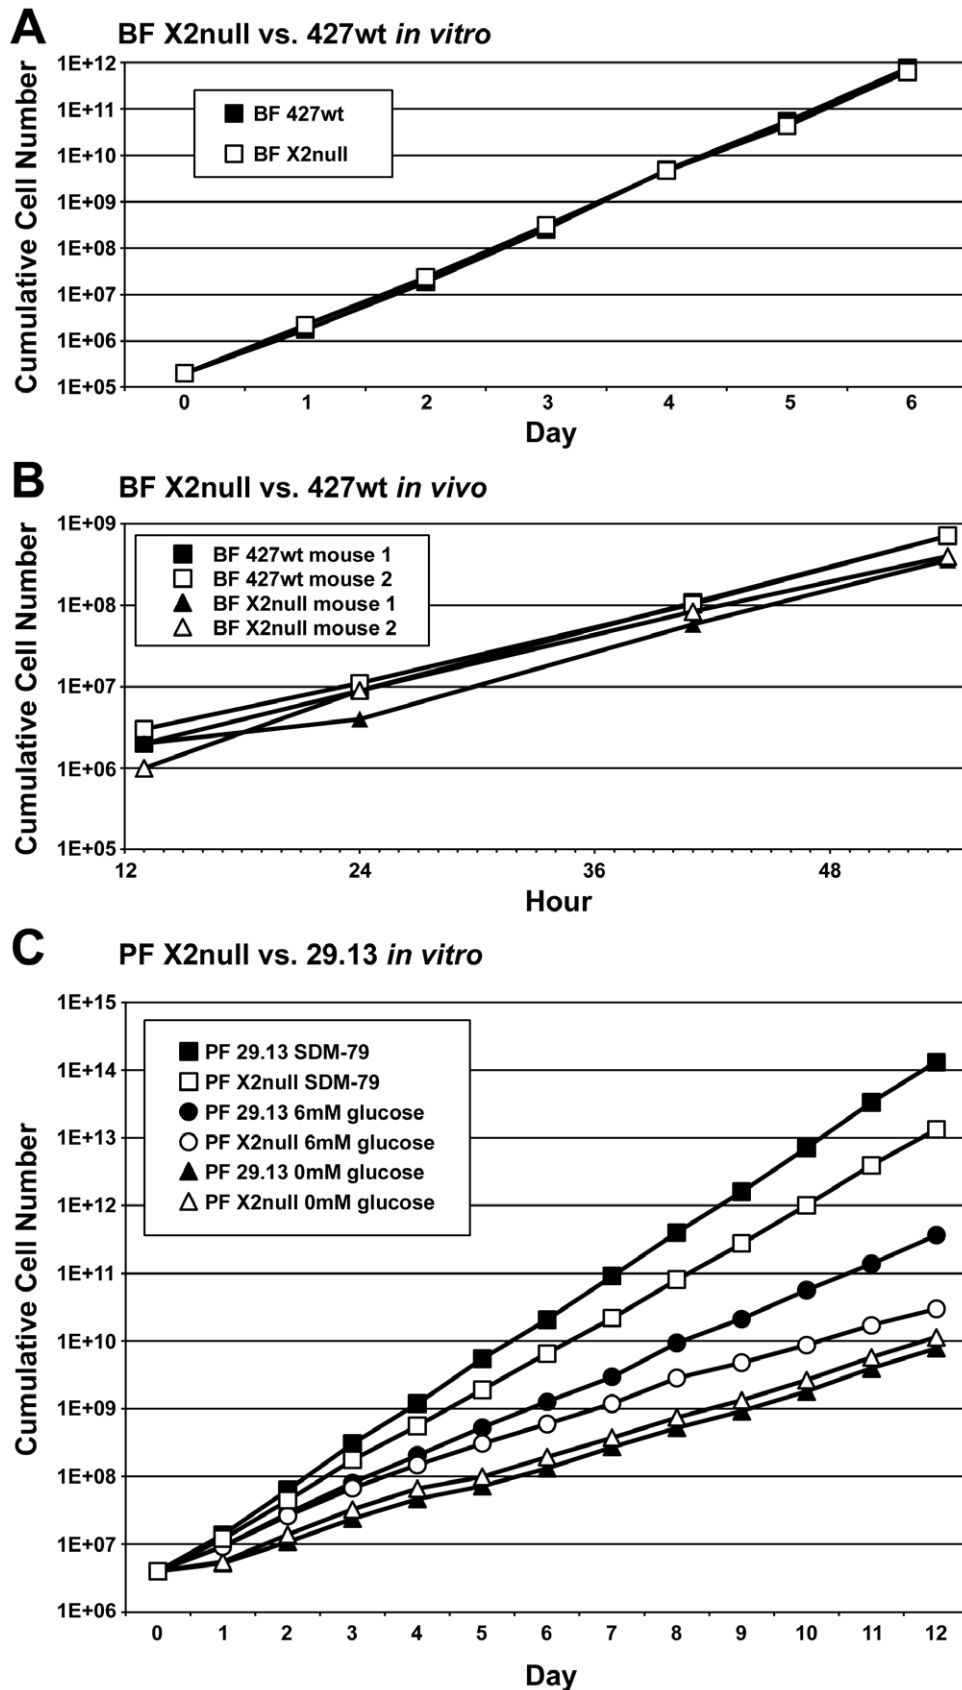 A
BF X2null vs. 427wt in vitro
Cumulative Cell Number
1E+12
1E+11
1E+10
1E+09
1E+08
1E+07
1E+06
1E+05
BF 427wt
BF X2null
0 1 2 3 4 5 6
Day
B
BF X2null vs. 427wt in vivo
Cumulative Cell Number
1E+09
1E+08
1E+07
1E+06
1E+05
BF 427wt mouse 1
BF 427wt mouse 2
BF X2null mouse 1
BF X2null mouse 2
12 24 36 48
Hour
C
PF X2null vs. 29.13 in vitro
Cumulative Cell Number
1E+15
1E+14
1E+13
1E+12
1E+11
1E+10
1E+09
1E+08
1E+07
1E+06
PF 29.13 SDM-79
PF X2null SDM-79
PF 29.13 6mM glucose
PF X2null 6mM glucose
PF 29.13 0mM glucose
PF X2null 0mM glucose
0 1 2 3 4 5 6 7 8 9 10 11 12
Day